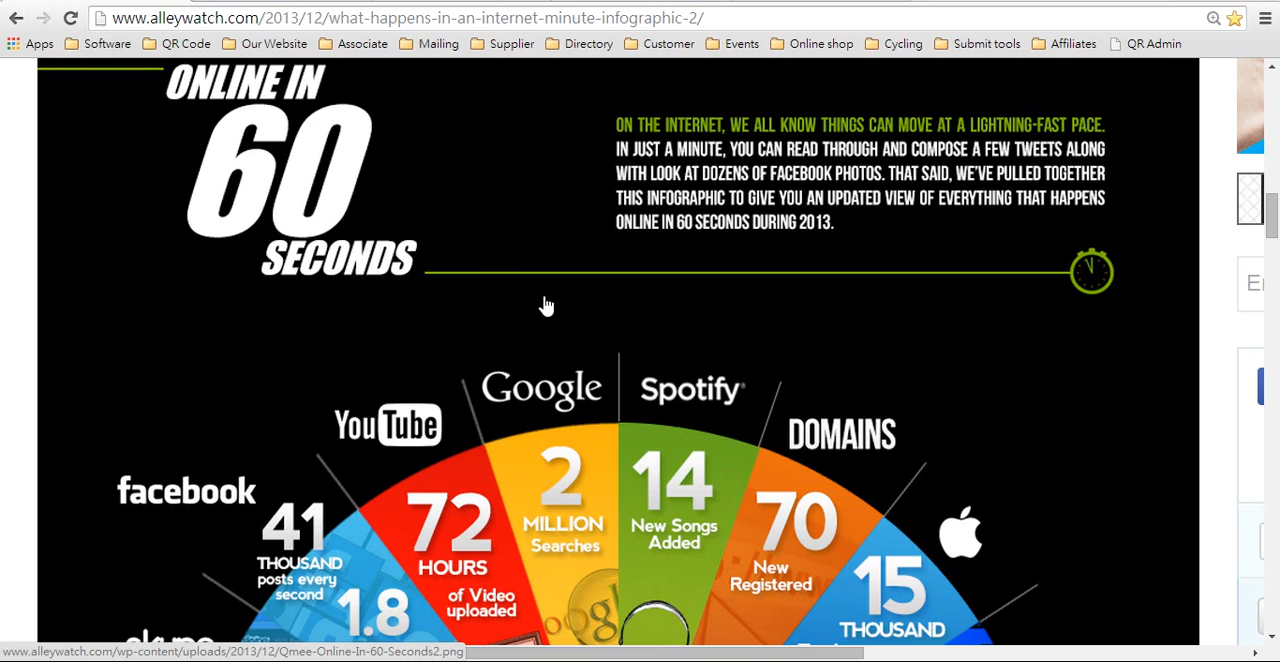 www.alleywatch.com/2013/12/what-happens-in-an-internet-minute-infographic-2/
Apps Software QR Code Our Website Associate Mailing Supplier Directory Customer Events Online shop Cycling Submit tools Affiliates QR Admin
ONLINE IN
60
SECONDS
ON THE INTERNET, WE ALL KNOW THINGS CAN MOVE AT A LIGHTNING-FAST PACE.
IN JUST A MINUTE, YOU CAN READ THROUGH AND COMPOSE A FEW TWEETS ALONG
WITH LOOK AT DOZENS OF FACEBOOK PHOTOS. THAT SAID, WE'VE PULLED TOGETHER
THIS INFOGRAPHIC TO GIVE YOU AN UPDATED VIEW OF EVERYTHING THAT HAPPENS
ONLINE IN 60 SECONDS DURING 2013.
facebook
41
THOUSAND
posts every
second
1.8
YouTube
72
HOURS
of Video
uploaded
Google
2
MILLION
Searches
Spotify
14
New Songs
Added
DOMAINS
70
New
Registered
15
THOUSAND
skype
www.alleywatch.com/wp-content/uploads/2013/12/Qmee-Online-In-60-Seconds2.png